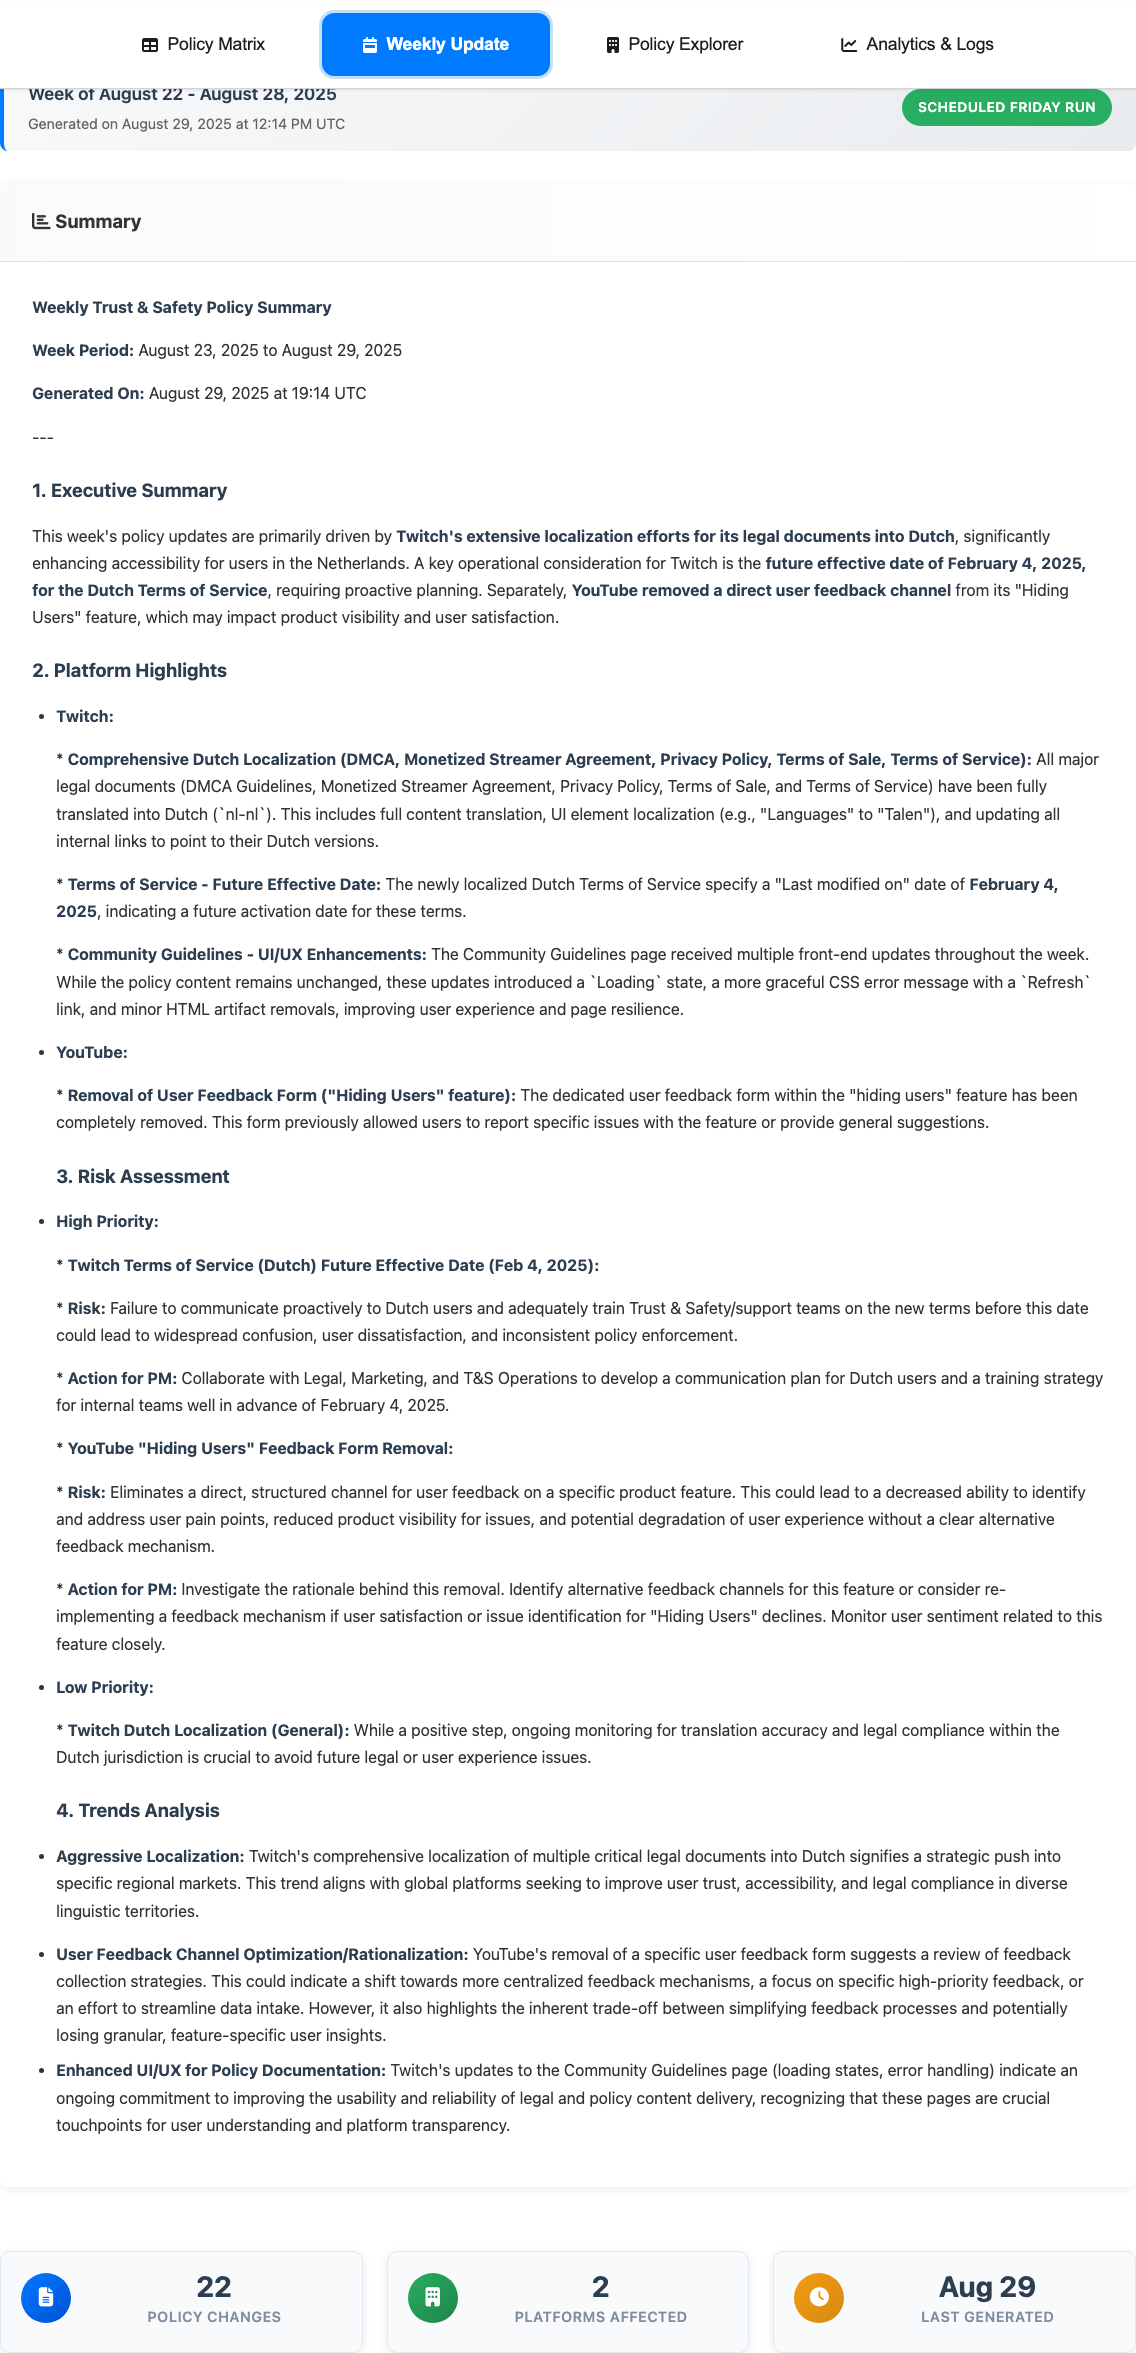 Policy Matrix
Weekly Update
Policy Explorer
Analytics & Logs
Week of August 22 - August 28, 2025
Generated on August 29, 2025 at 12:14 PM UTC
SCHEDULED FRIDAY RUN
Summary
Weekly Trust & Safety Policy Summary
Week Period: August 23, 2025 to August 29, 2025
Generated On: August 29, 2025 at 19:14 UTC
---
1. Executive Summary
This week's policy updates are primarily driven by Twitch's extensive localization efforts for its legal documents into Dutch, significantly
enhancing accessibility for users in the Netherlands. A key operational consideration for Twitch is the future effective date of February 4, 2025,
for the Dutch Terms of Service, requiring proactive planning. Separately, YouTube removed a direct user feedback channel from its "Hiding
Users" feature, which may impact product visibility and user satisfaction.
2. Platform Highlights
• Twitch:
* Comprehensive Dutch Localization (DMCA, Monetized Streamer Agreement, Privacy Policy, Terms of Sale, Terms of Service): All major
legal documents (DMCA Guidelines, Monetized Streamer Agreement, Privacy Policy, Terms of Sale, and Terms of Service) have been fully
translated into Dutch (`nl-nl`). This includes full content translation, UI element localization (e.g., "Languages" to "Talen"), and updating all
internal links to point to their Dutch versions.
* Terms of Service - Future Effective Date: The newly localized Dutch Terms of Service specify a "Last modified on" date of February 4,
2025, indicating a future activation date for these terms.
* Community Guidelines - UI/UX Enhancements: The Community Guidelines page received multiple front-end updates throughout the week.
While the policy content remains unchanged, these updates introduced a `Loading` state, a more graceful CSS error message with a `Refresh`
link, and minor HTML artifact removals, improving user experience and page resilience.
• YouTube:
* Removal of User Feedback Form ("Hiding Users" feature): The dedicated user feedback form within the "hiding users" feature has been
completely removed. This form previously allowed users to report specific issues with the feature or provide general suggestions.
3. Risk Assessment
• High Priority:
* Twitch Terms of Service (Dutch) Future Effective Date (Feb 4, 2025):
* Risk: Failure to communicate proactively to Dutch users and adequately train Trust & Safety/support teams on the new terms before this date
could lead to widespread confusion, user dissatisfaction, and inconsistent policy enforcement.
* Action for PM: Collaborate with Legal, Marketing, and T&S Operations to develop a communication plan for Dutch users and a training strategy
for internal teams well in advance of February 4, 2025.
* YouTube "Hiding Users" Feedback Form Removal:
* Risk: Eliminates a direct, structured channel for user feedback on a specific product feature. This could lead to a decreased ability to identify
and address user pain points, reduced product visibility for issues, and potential degradation of user experience without a clear alternative
feedback mechanism.
* Action for PM: Investigate the rationale behind this removal. Identify alternative feedback channels for this feature or consider re-
implementing a feedback mechanism if user satisfaction or issue identification for "Hiding Users" declines. Monitor user sentiment related to this
feature closely.
• Low Priority:
* Twitch Dutch Localization (General): While a positive step, ongoing monitoring for translation accuracy and legal compliance within the
Dutch jurisdiction is crucial to avoid future legal or user experience issues.
4. Trends Analysis
• Aggressive Localization: Twitch's comprehensive localization of multiple critical legal documents into Dutch signifies a strategic push into
specific regional markets. This trend aligns with global platforms seeking to improve user trust, accessibility, and legal compliance in diverse
linguistic territories.
• User Feedback Channel Optimization/Rationalization: YouTube's removal of a specific user feedback form suggests a review of feedback
collection strategies. This could indicate a shift towards more centralized feedback mechanisms, a focus on specific high-priority feedback, or
an effort to streamline data intake. However, it also highlights the inherent trade-off between simplifying feedback processes and potentially
losing granular, feature-specific user insights.
• Enhanced UI/UX for Policy Documentation: Twitch's updates to the Community Guidelines page (loading states, error handling) indicate an
ongoing commitment to improving the usability and reliability of legal and policy content delivery, recognizing that these pages are crucial
touchpoints for user understanding and platform transparency.
22
POLICY CHANGES
2
PLATFORMS AFFECTED
Aug 29
LAST GENERATED